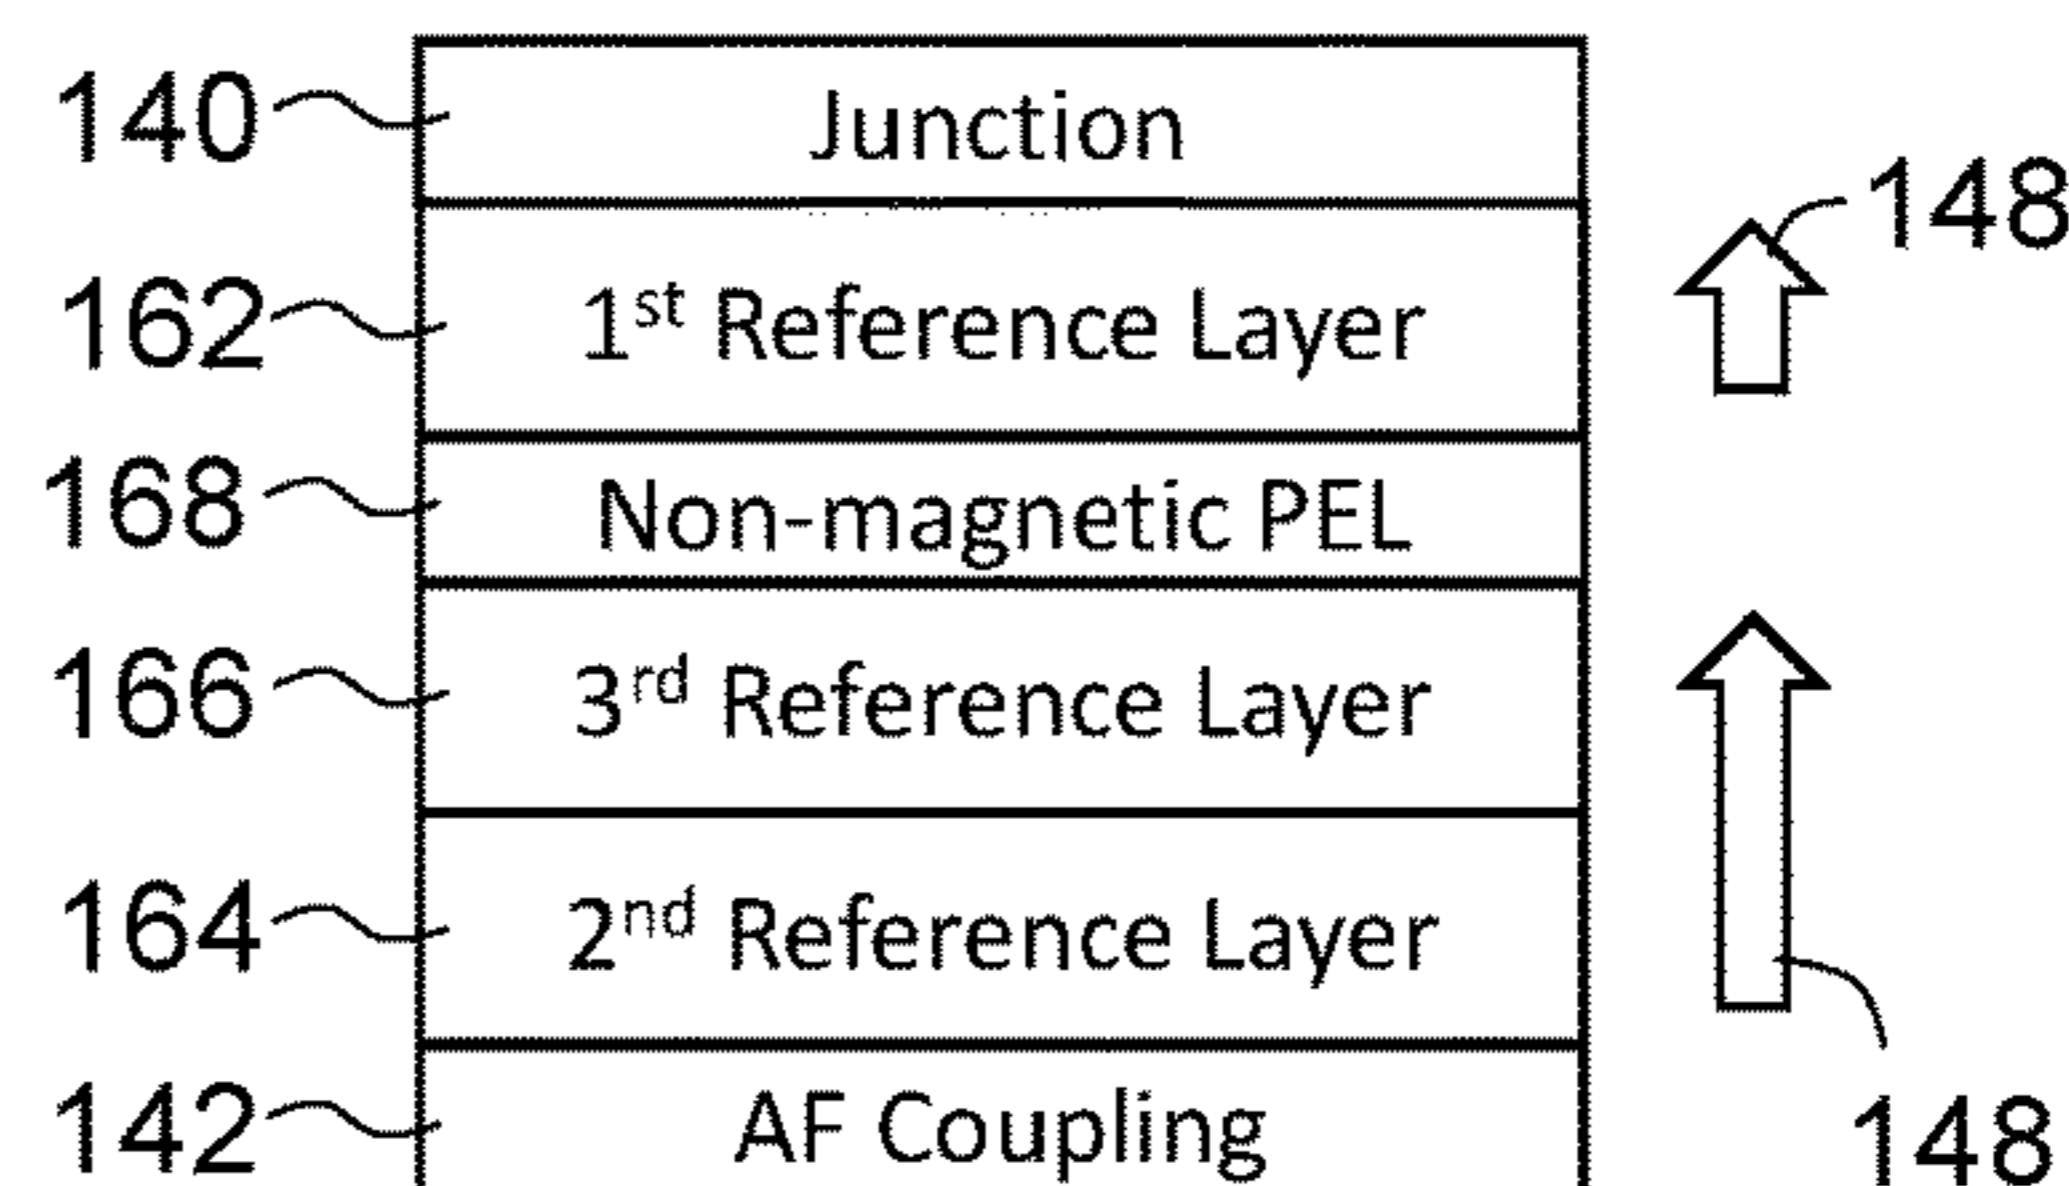 140 Junction
148
162 1st Reference Layer
168 Non-magnetic PEL
166 3rd Reference Layer
164 2nd Reference Layer
142 AF Coupling
148